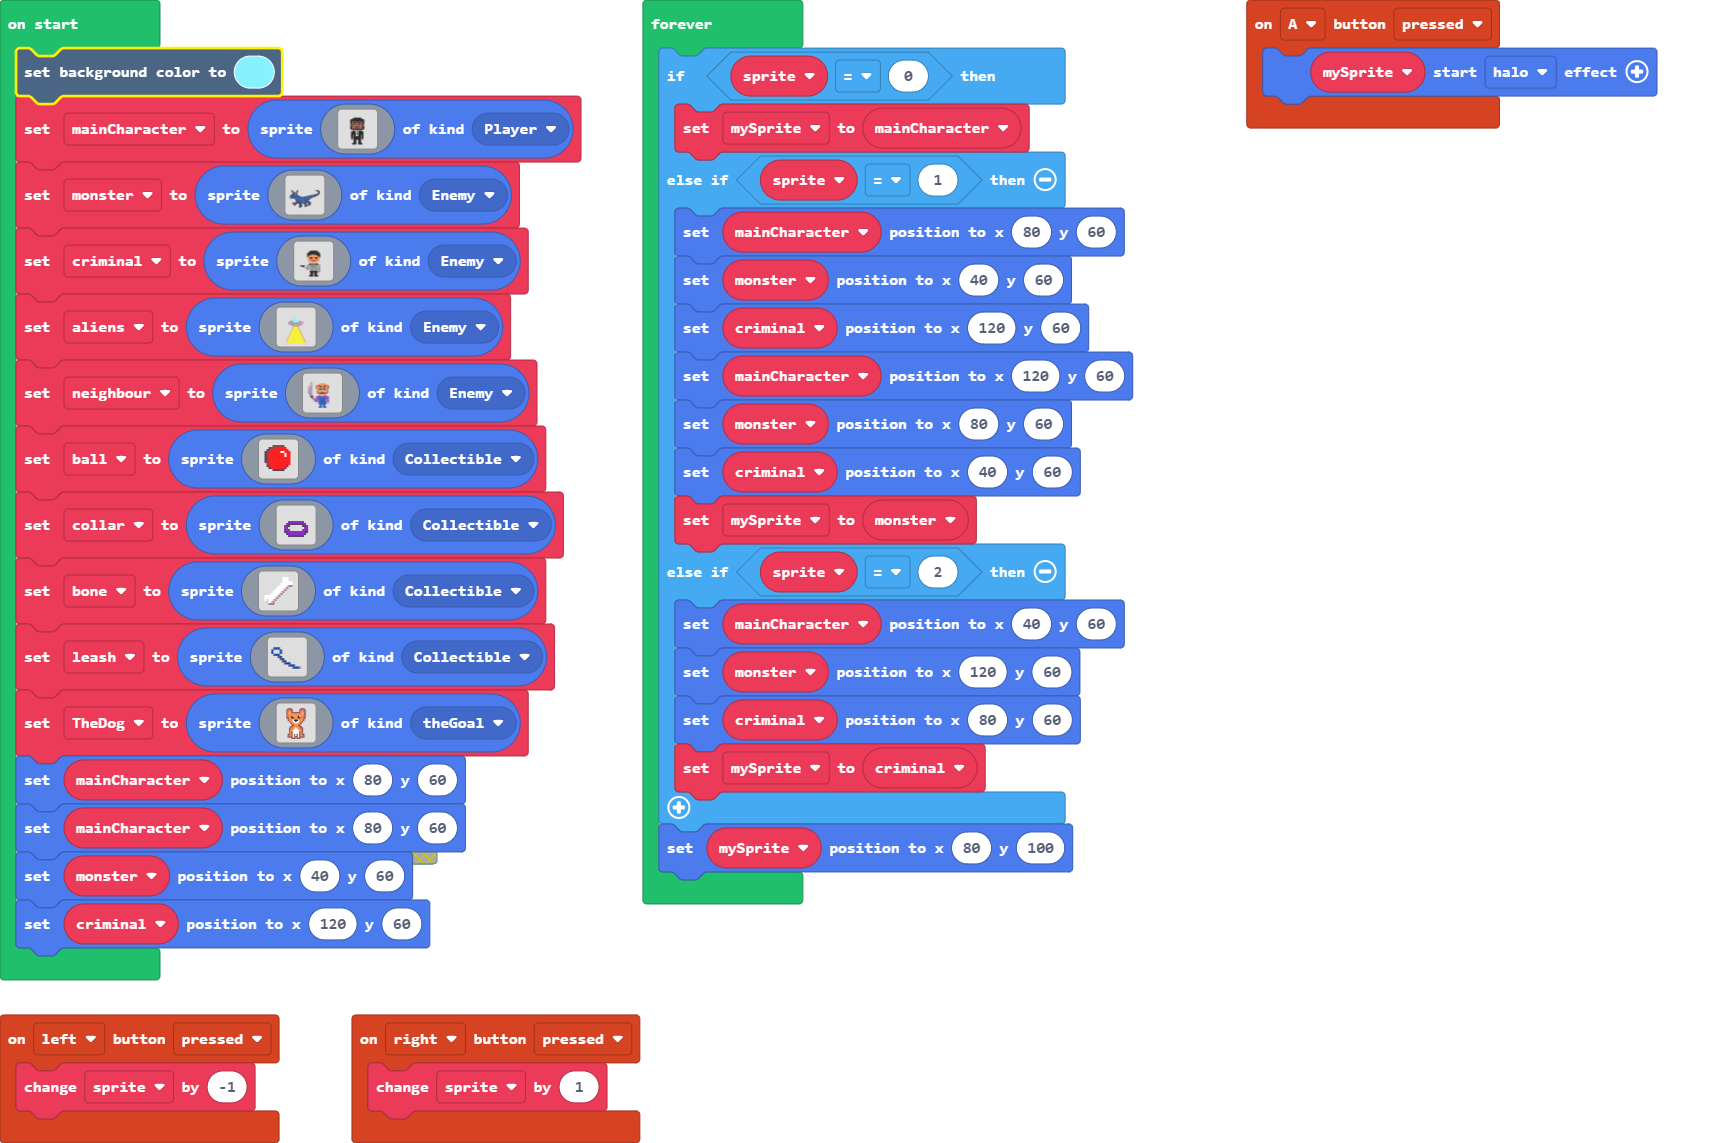 on start
set background color to
set mainCharacter to sprite of kind Player
set monster to sprite of kind Enemy
set criminal to sprite of kind Enemy
set aliens to sprite of kind Enemy
set neighbour to sprite of kind Enemy
set ball to sprite of kind Collectible
set collar to sprite of kind Collectible
set bone to sprite of kind Collectible
set leash to sprite of kind Collectible
set TheDog to sprite of kind theGoal
set mainCharacter position to x 80 y 60
set mainCharacter position to x 80 y 60
set monster position to x 40 y 60
set criminal position to x 120 y 60
forever
if sprite = 0 then
set mySprite to mainCharacter
else if sprite = 1 then
set mainCharacter position to x 80 y 60
set monster position to x 40 y 60
set criminal position to x 120 y 60
set mainCharacter position to x 120 y 60
set monster position to x 80 y 60
set criminal position to x 40 y 60
set mySprite to monster
else if sprite = 2 then
set mainCharacter position to x 40 y 60
set monster position to x 120 y 60
set criminal position to x 80 y 60
set mySprite to criminal
set mySprite position to x 80 y 100
on A button pressed
mySprite start halo effect
on left button pressed
change sprite by -1
on right button pressed
change sprite by 1